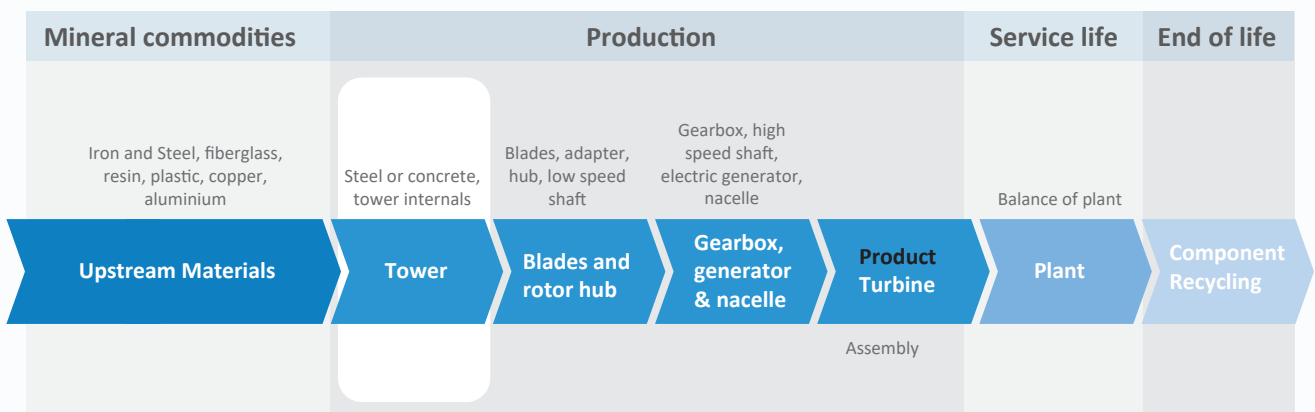 Mineral commodities
Production
Service life
End of life
Iron and Steel, fiberglass,
resin, plastic, copper,
aluminium
Steel or concrete,
tower internals
Blades, adapter,
hub, low speed
shaft
Gearbox, high
speed shaft,
electric generator,
nacelle
Balance of plant
Upstream Materials
Tower
Blades and
rotor hub
Gearbox,
generator
& nacelle
Product
Turbine
Plant
Component
Recycling
Assembly